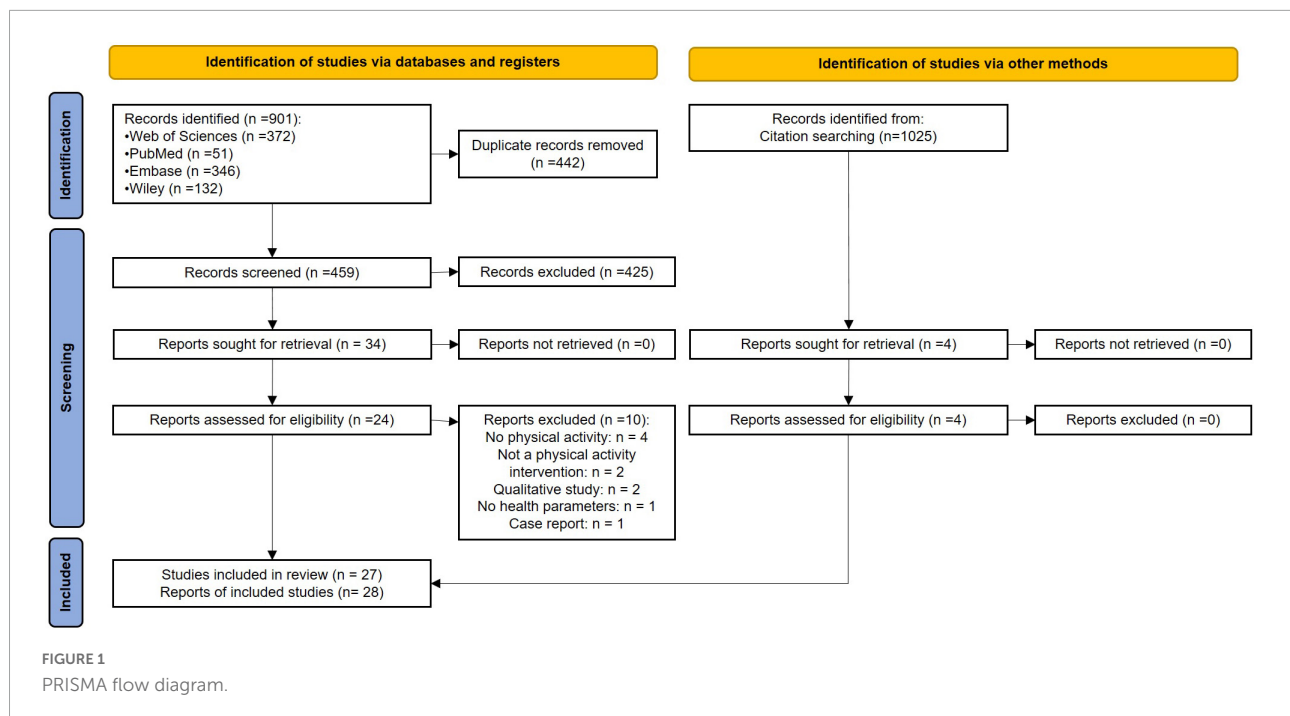 Identification of studies via databases and registers
Identification of studies via other methods
Identification
Records identified (n =901):
•Web of Sciences (n =372)
•PubMed (n =51)
•Embase (n =346)
•Wiley (n =132)
Duplicate records removed
(n =442)
Records identified from:
Citation searching (n=1025)
Screening
Records screened (n =459)
Records excluded (n =425)
Reports sought for retrieval (n = 34)
Reports not retrieved (n =0)
Reports sought for retrieval (n =4)
Reports not retrieved (n =0)
Reports assessed for eligibility (n =24)
Reports excluded (n =10):
No physical activity: n = 4
Not a physical activity
intervention: n = 2
Qualitative study: n = 2
No health parameters: n = 1
Case report: n = 1
Reports assessed for eligibility (n =4)
Reports excluded (n =0)
Included
Studies included in review (n = 27)
Reports of included studies (n= 28)
FIGURE 1
PRISMA flow diagram.